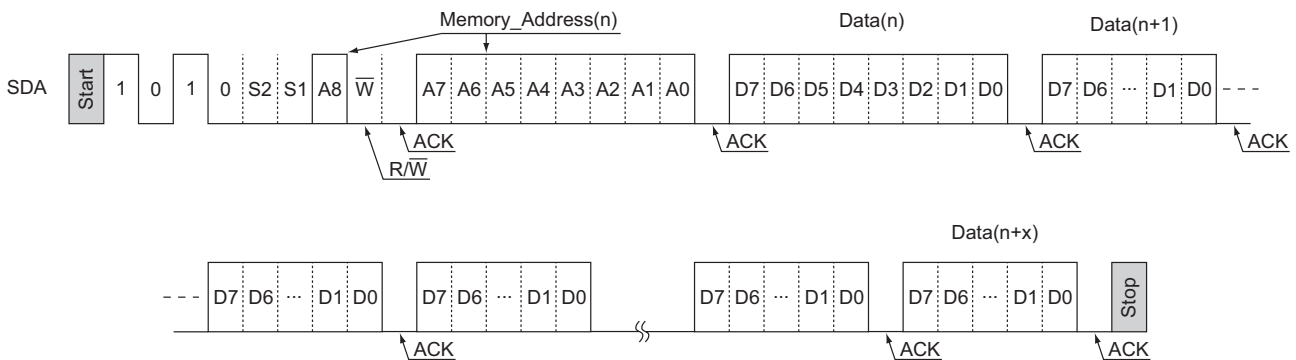 Memory_Address(n) Data(n) Data(n+1)
SDA Start 1 0 1 0 S2 S1 A8 W̅ A7 A6 A5 A4 A3 A2 A1 A0 D7 D6 D5 D4 D3 D2 D1 D0 D7 D6 ... D1 D0
ACK ACK ACK ACK
R/W̅
Data(n+x)
D7 D6 ... D1 D0 D7 D6 ... D1 D0 D7 D6 ... D1 D0 D7 D6 ... D1 D0 Stop
ACK ACK ACK